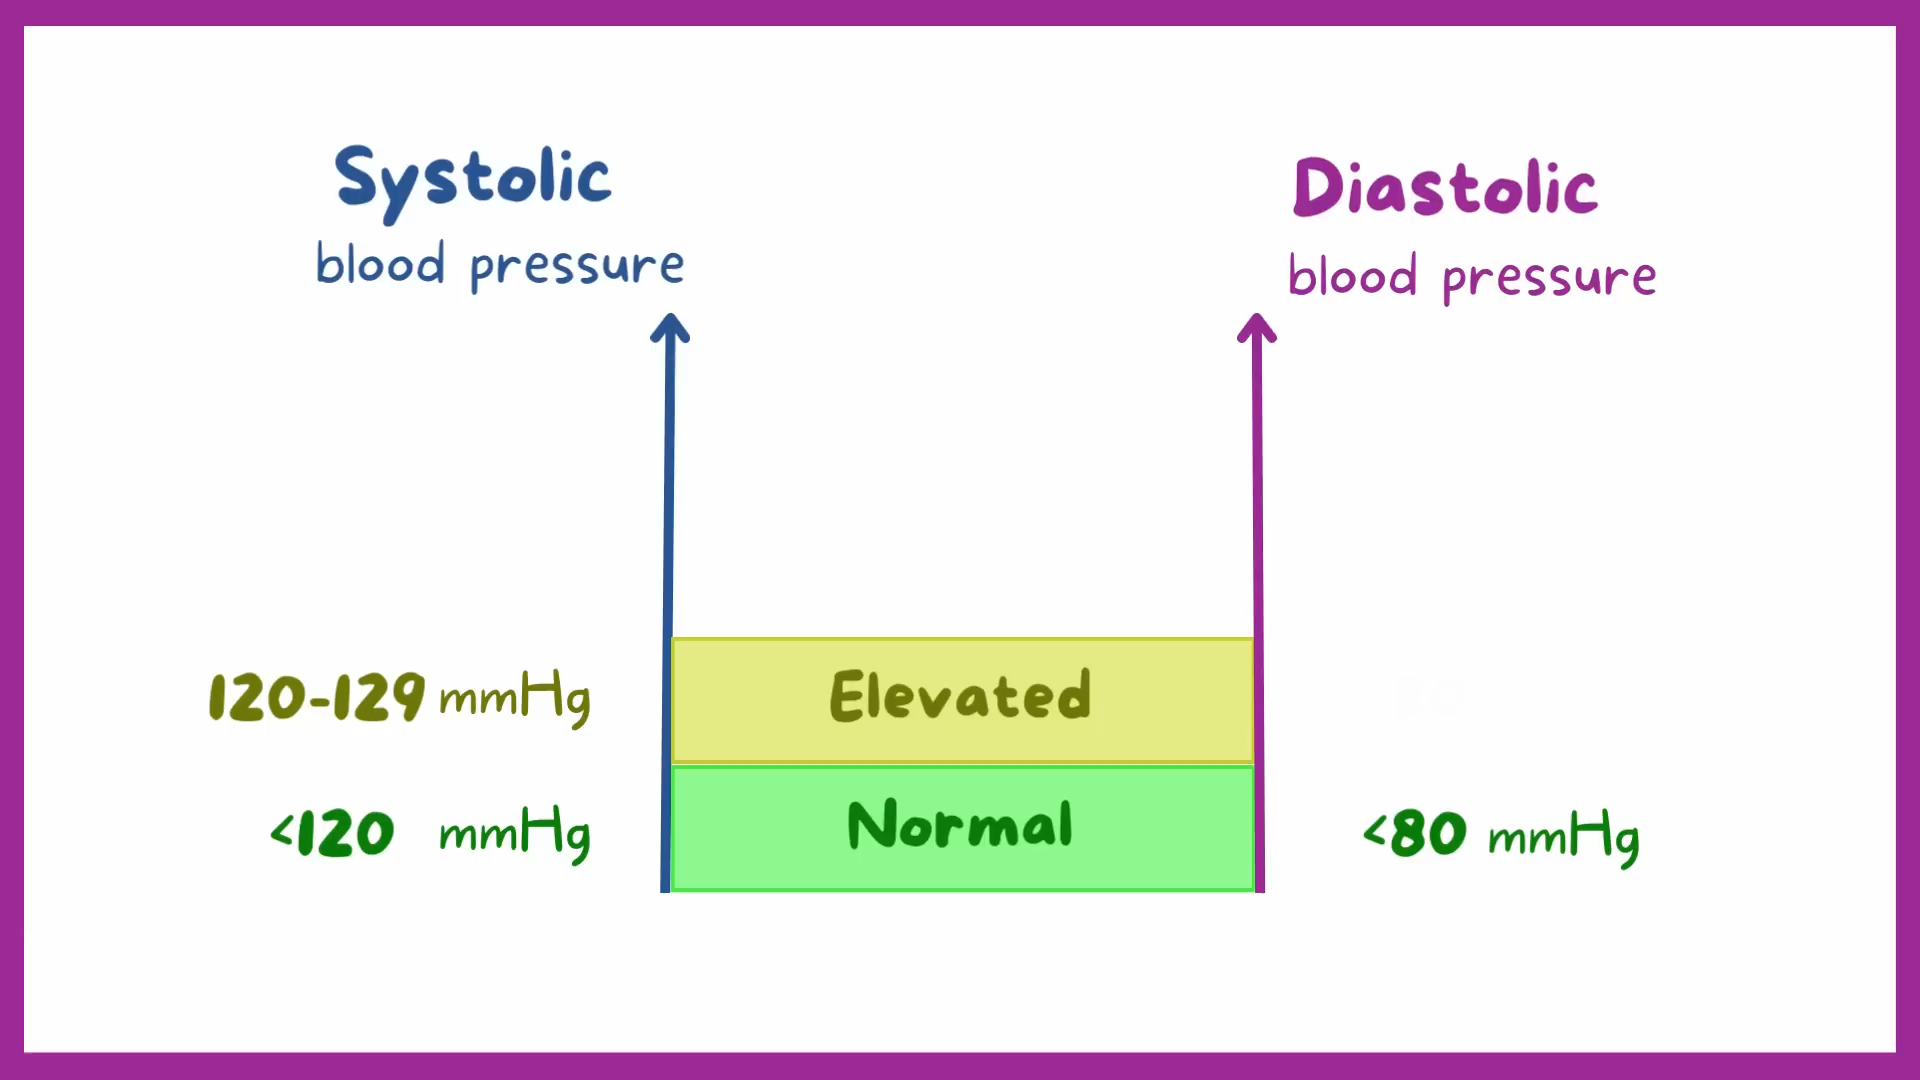 Systolic
blood pressure
Diastolic
blood pressure
120-129 mmHg
Elevated
<120 mmHg
Normal
<80 mmHg